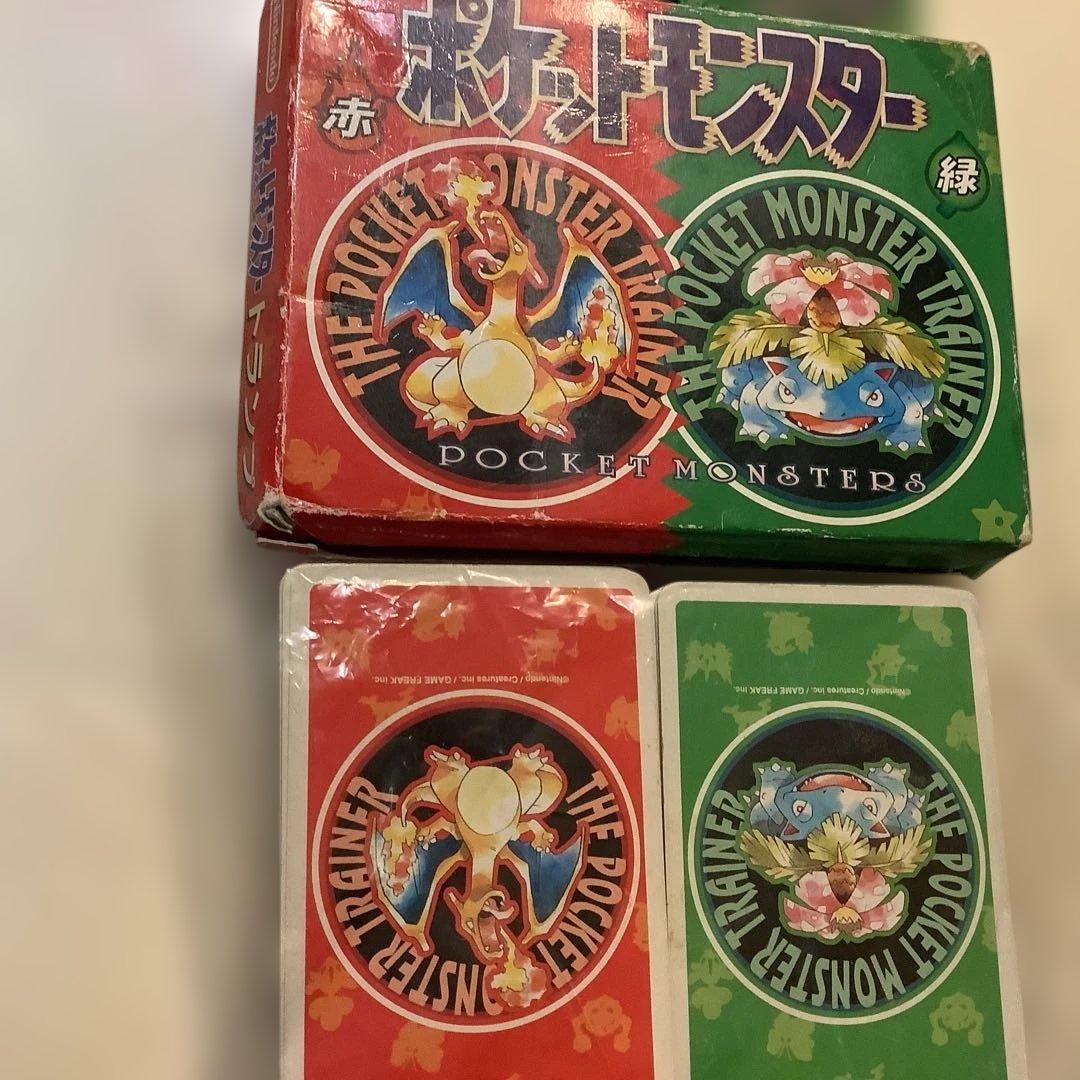 Nintendo
ポケットモンスター トランプ
ポケットモンスター
赤
緑
THE POCKET MONSTER TRAINER
THE POCKET MONSTER TRAINER
POCKET MONSTERS
©Nintendo / Creatures inc. / GAME FREAK inc.
©Nintendo / Creatures inc. / GAME FREAK inc.
THE POCKET MONSTER TRAINER
THE POCKET MONSTER TRAINER